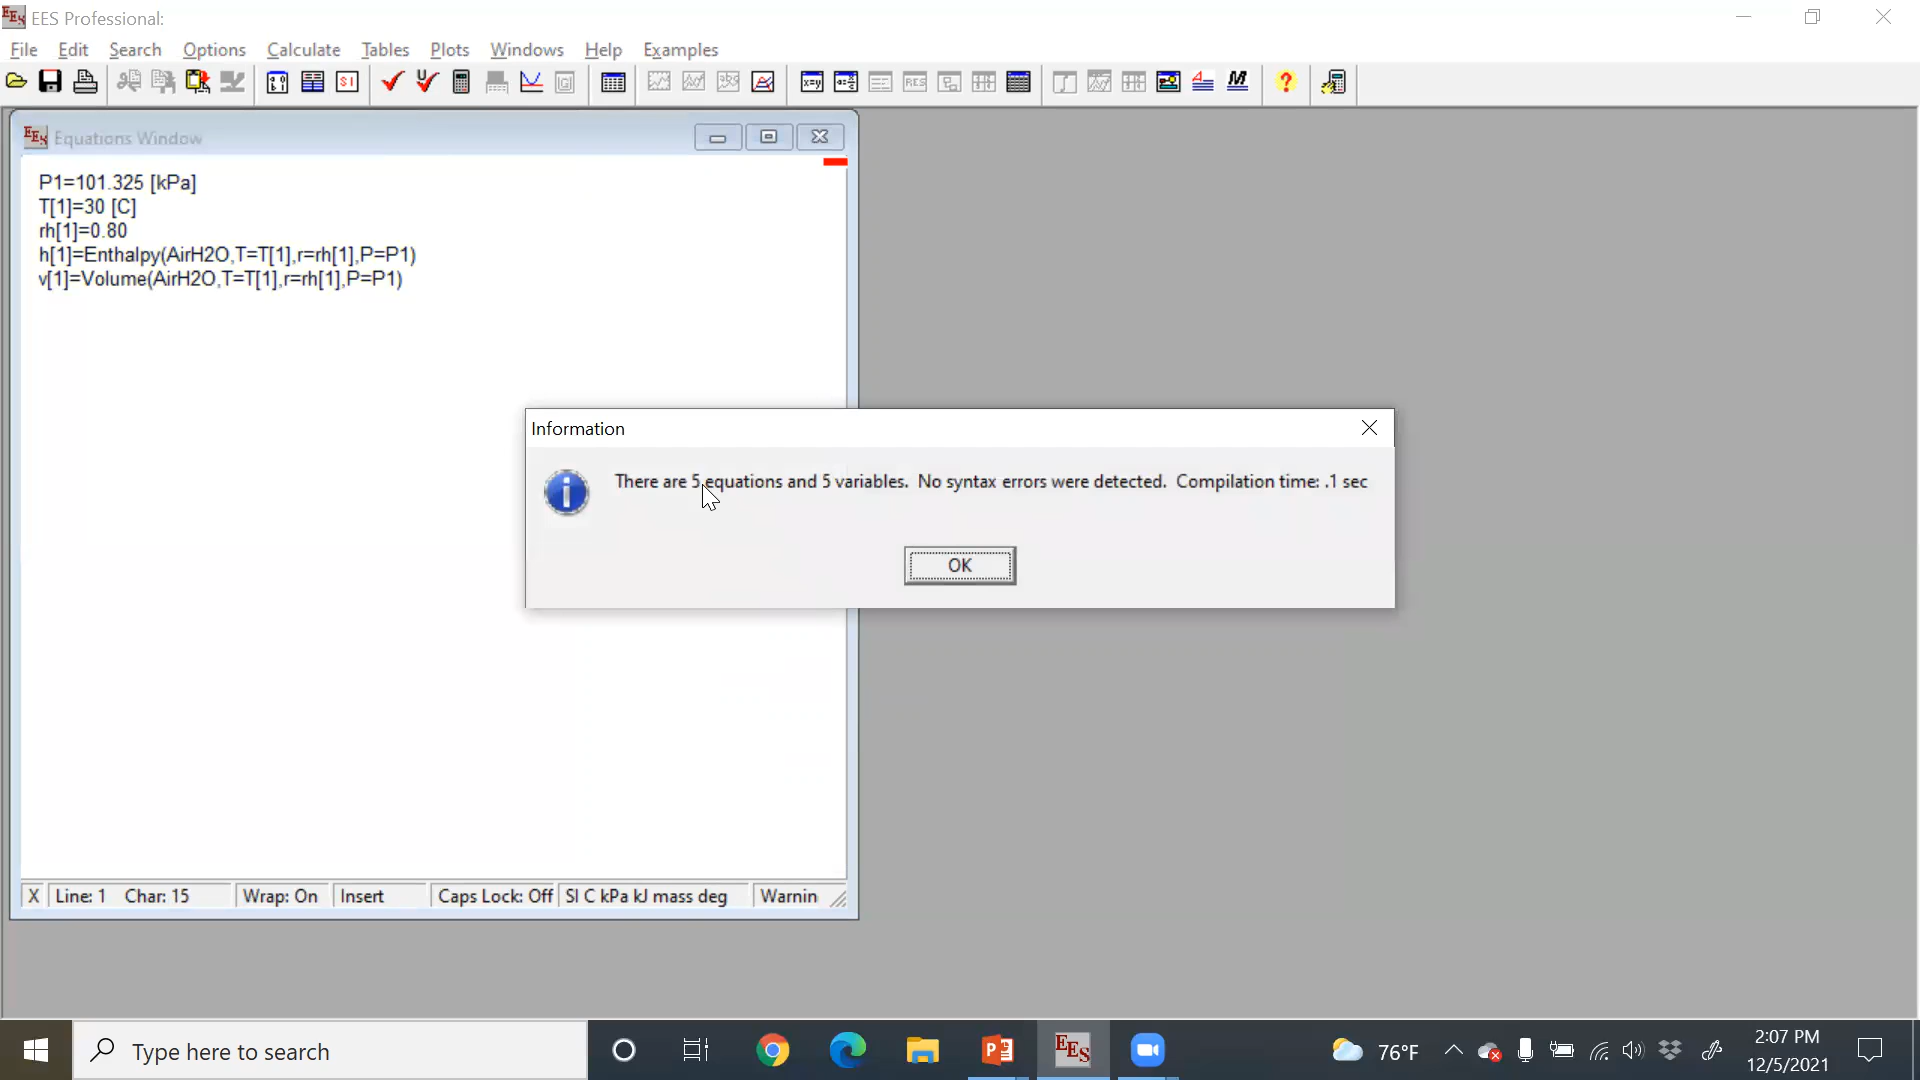 EES Professional:
File Edit Search Options Calculate Tables Plots Windows Help Examples
Equations Window
P1=101.325 [kPa]
T[1]=30 [C]
rh[1]=0.80
h[1]=Enthalpy(AirH2O,T=T[1],r=rh[1],P=P1)
v[1]=Volume(AirH2O,T=T[1],r=rh[1],P=P1)
Information
There are 5 equations and 5 variables. No syntax errors were detected. Compilation time: .1 sec
OK
X Line: 1 Char: 15 Wrap: On Insert Caps Lock: Off SI C kPa kJ mass deg Warnin
Type here to search
76°F
2:07 PM
12/5/2021